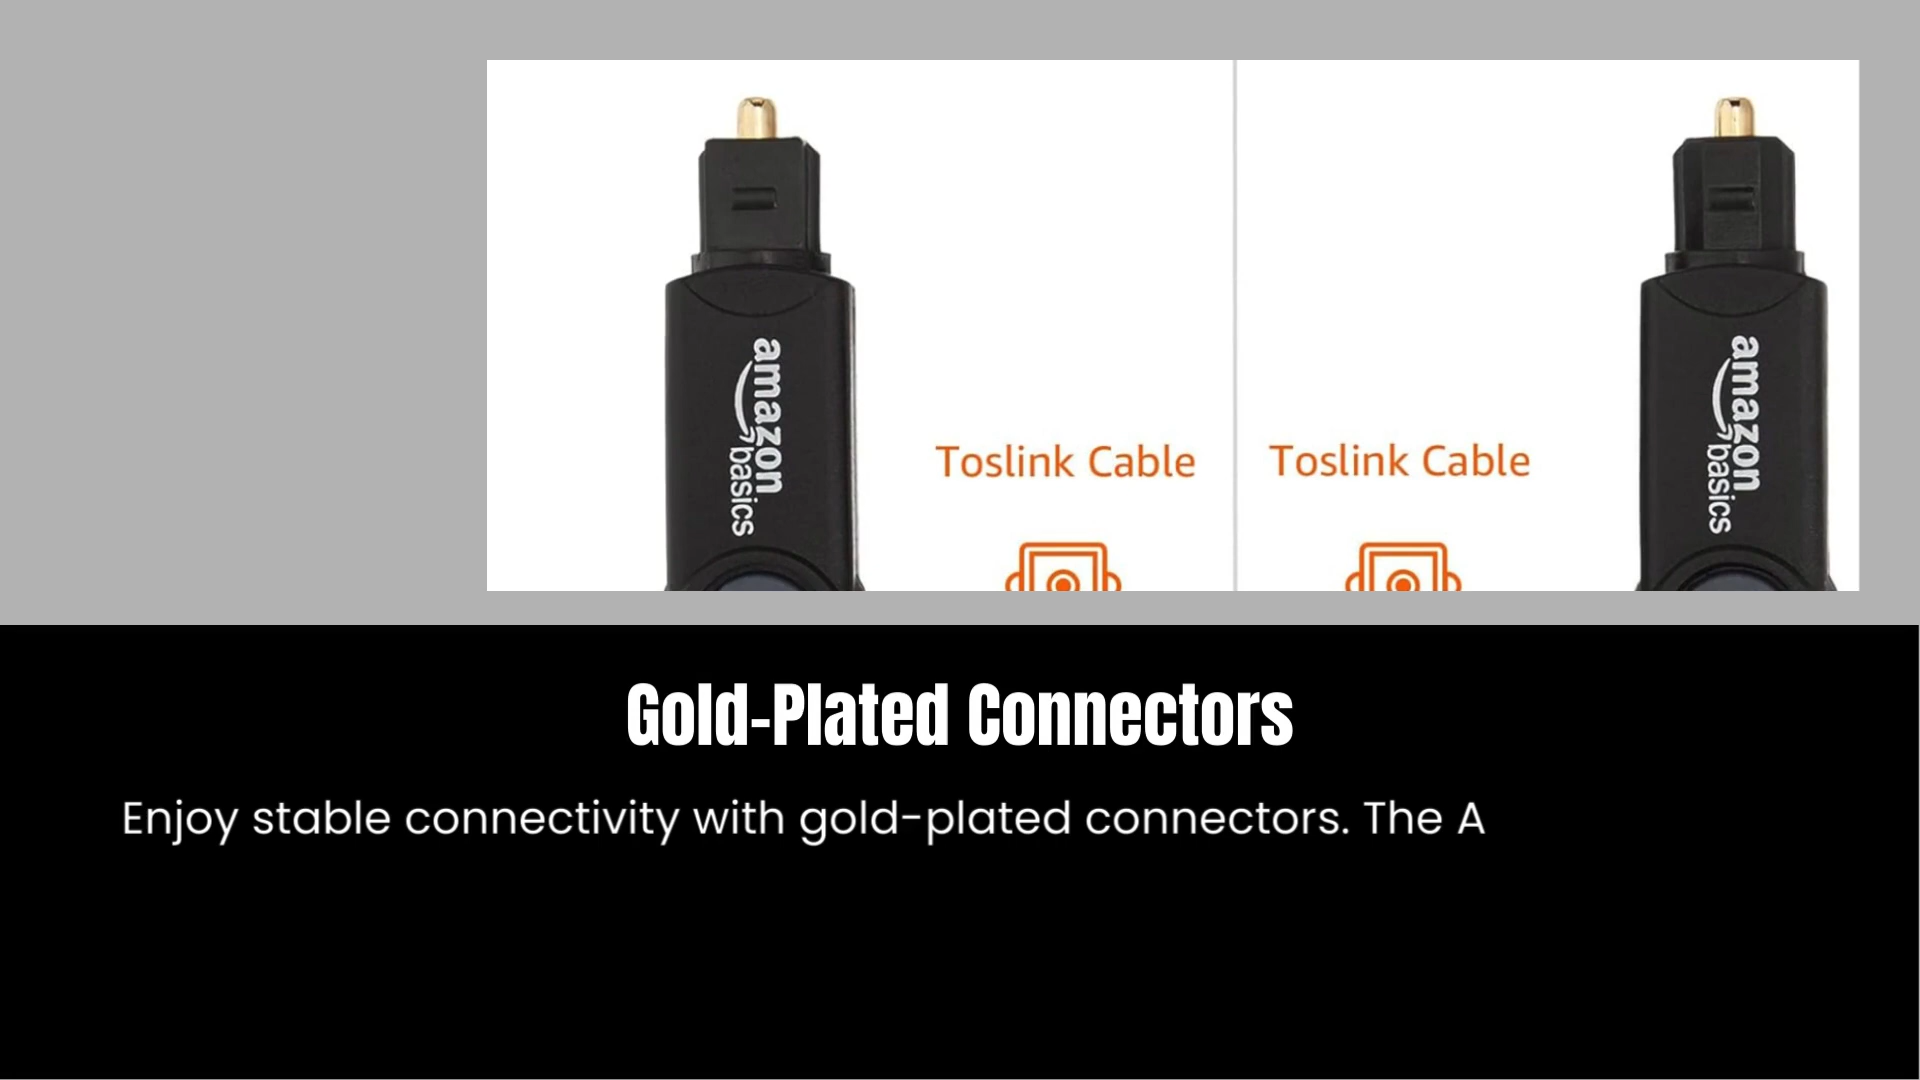 amazon
basics
Toslink Cable
Toslink Cable
amazon
basics
Gold-Plated Connectors
Enjoy stable connectivity with gold-plated connectors. The A